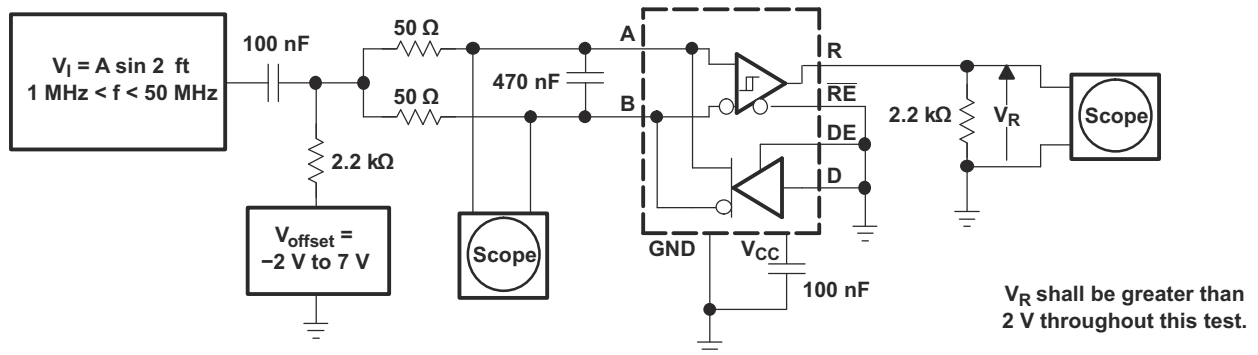 V_I = A sin 2 ft
1 MHz < f < 50 MHz
100 nF
50 Ω
50 Ω
2.2 kΩ
V_offset =
−2 V to 7 V
Scope
470 nF
A
B
GND
V_CC
100 nF
R
R̅E̅
DE
D
2.2 kΩ
V_R
Scope
V_R shall be greater than
2 V throughout this test.